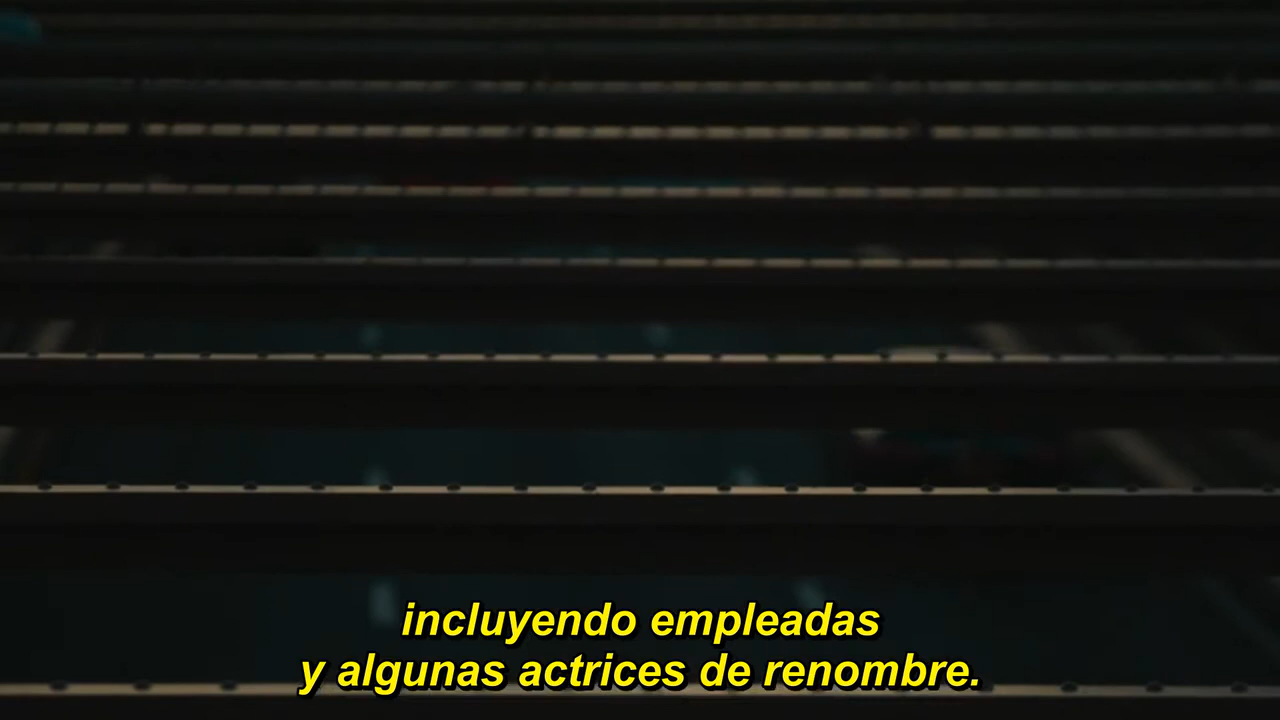 incluyendo empleadas
y algunas actrices de renombre.